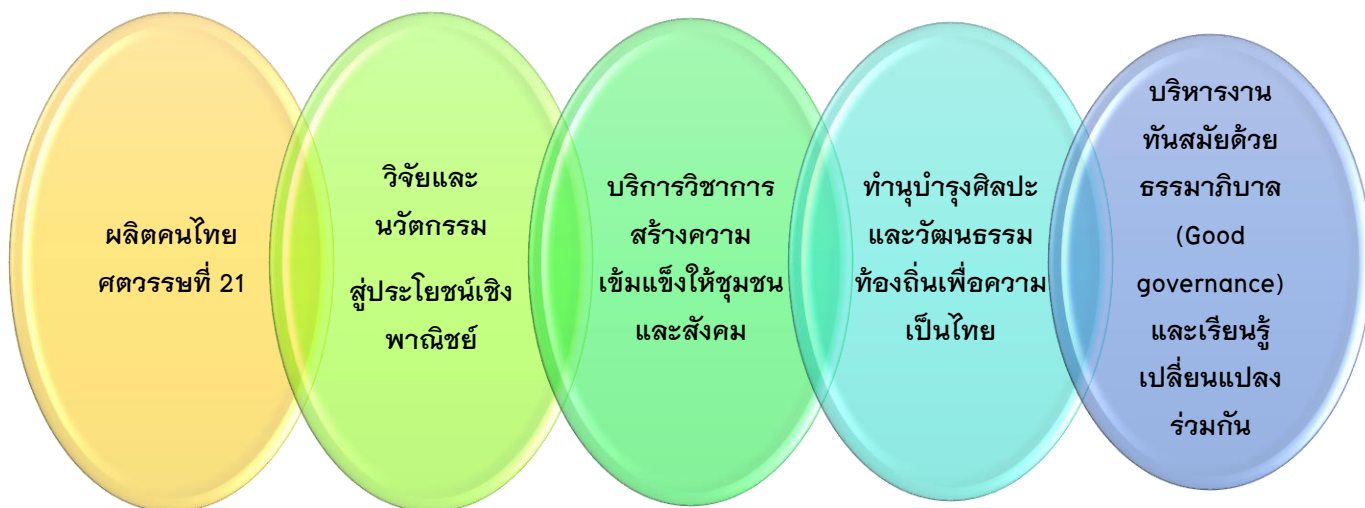 ผลิตคนไทย
ศตวรรษที่ 21
วิจัยและ
นวัตกรรม
สู่ประโยชน์เชิง
พาณิชย์
บริการวิชาการ
สร้างความ
เข้มแข็งให้ชุมชน
และสังคม
ทำนุบำรุงศิลปะ
และวัฒนธรรม
ท้องถิ่นเพื่อความ
เป็นไทย
บริหารงาน
ทันสมัยด้วย
ธรรมาภิบาล
(Good
governance)
และเรียนรู้
เปลี่ยนแปลง
ร่วมกัน